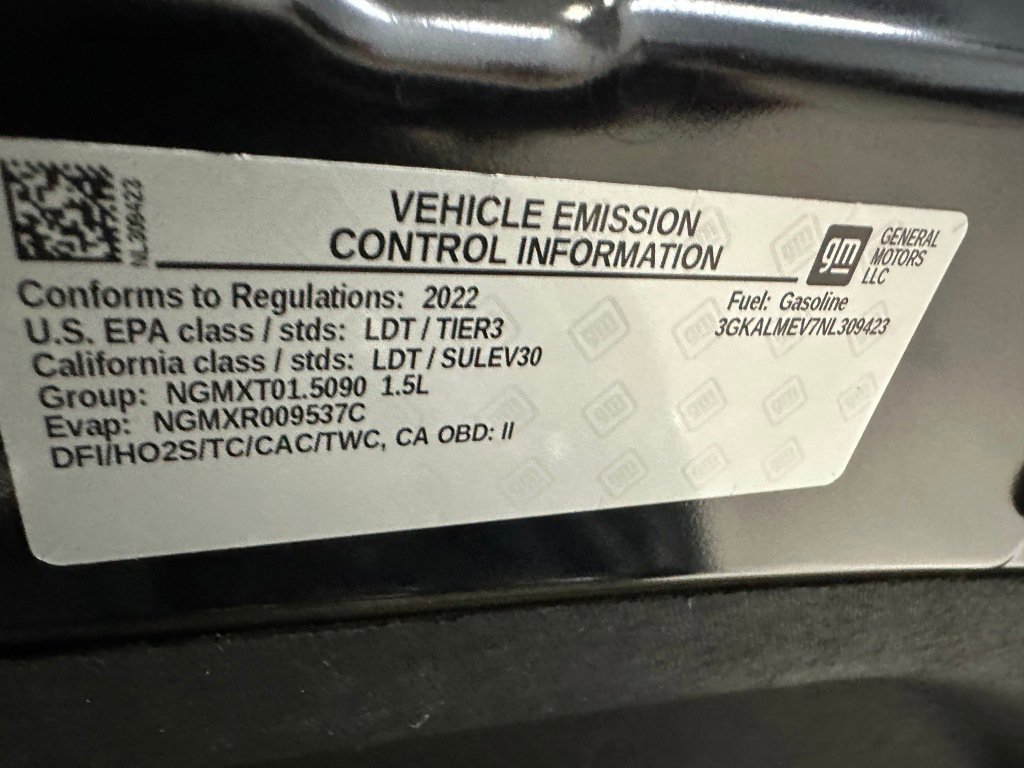 NL309423
VEHICLE EMISSION
CONTROL INFORMATION
gm
GENERAL
MOTORS
LLC
Conforms to Regulations: 2022
U.S. EPA class / stds: LDT / TIER3
California class / stds: LDT / SULEV30
Group: NGMXT01.5090 1.5L
Evap: NGMXR009537C
DFI/HO2S/TC/CAC/TWC, CA OBD: II
Fuel: Gasoline
3GKALMEV7NL309423